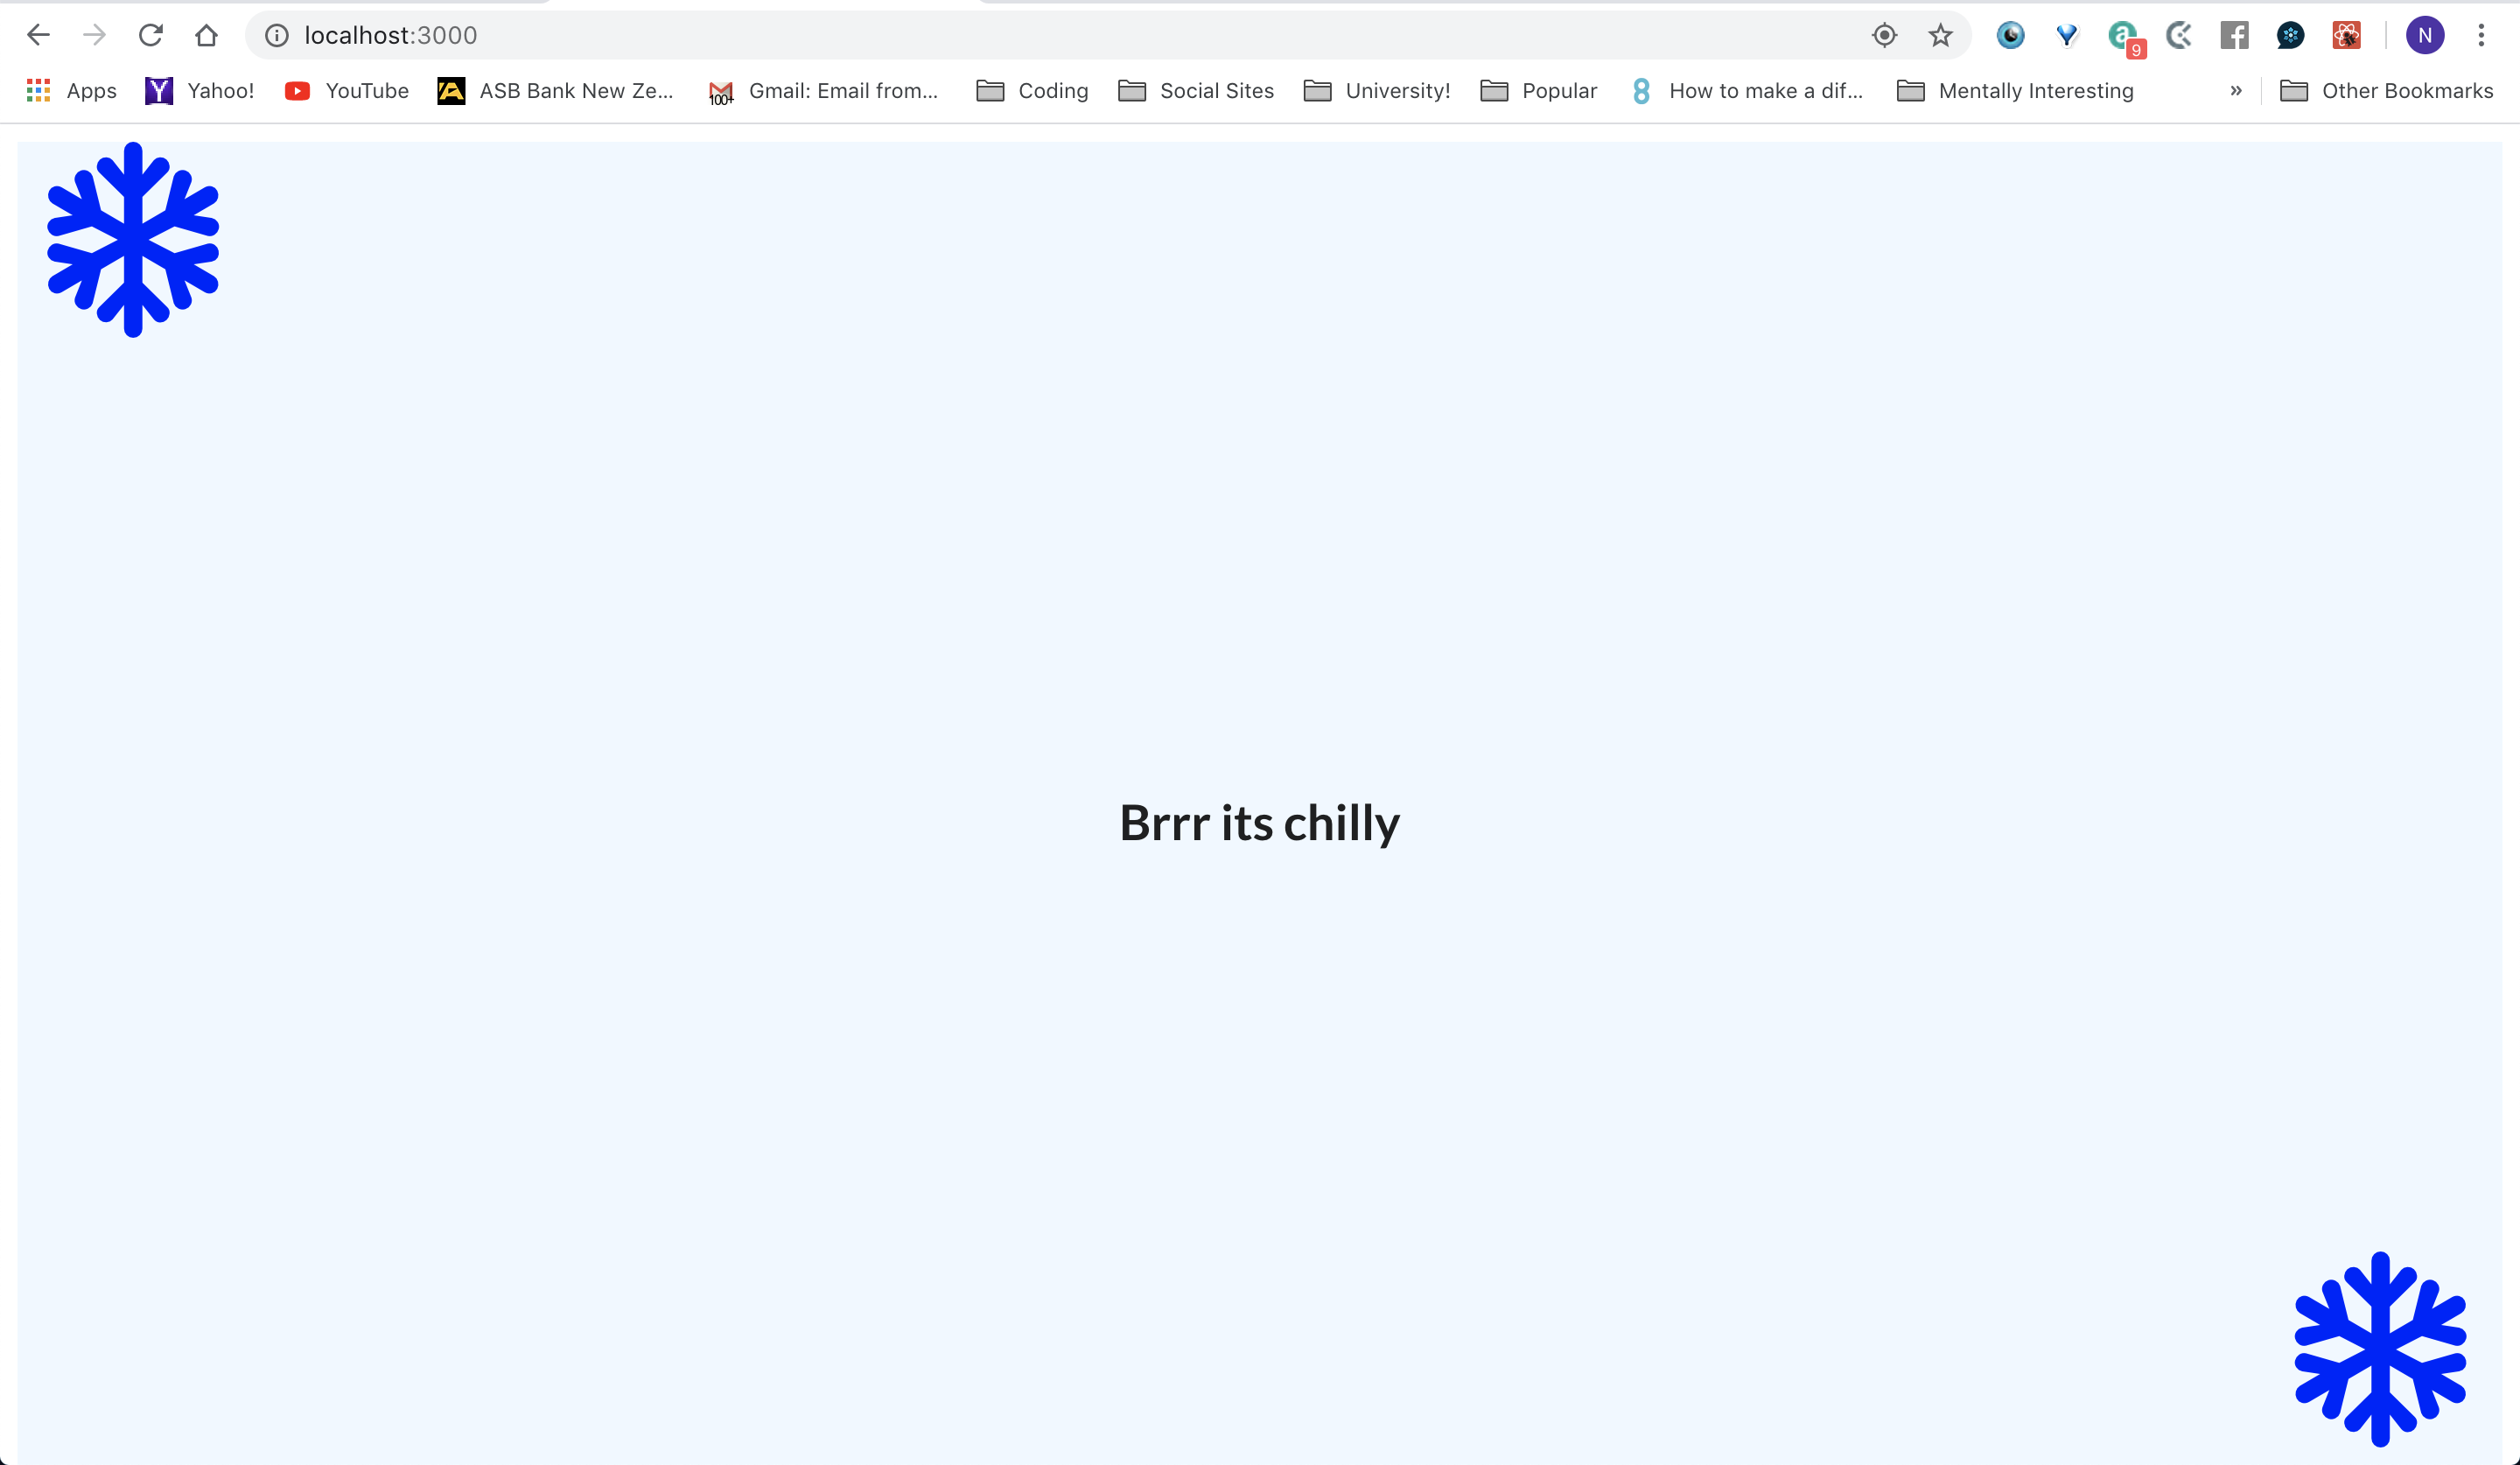 localhost:3000
9
N
Apps
Yahoo!
YouTube
ASB Bank New Ze...
100+
Gmail: Email from...
Coding
Social Sites
University!
Popular
How to make a dif...
Mentally Interesting
»
Other Bookmarks
Brrr its chilly